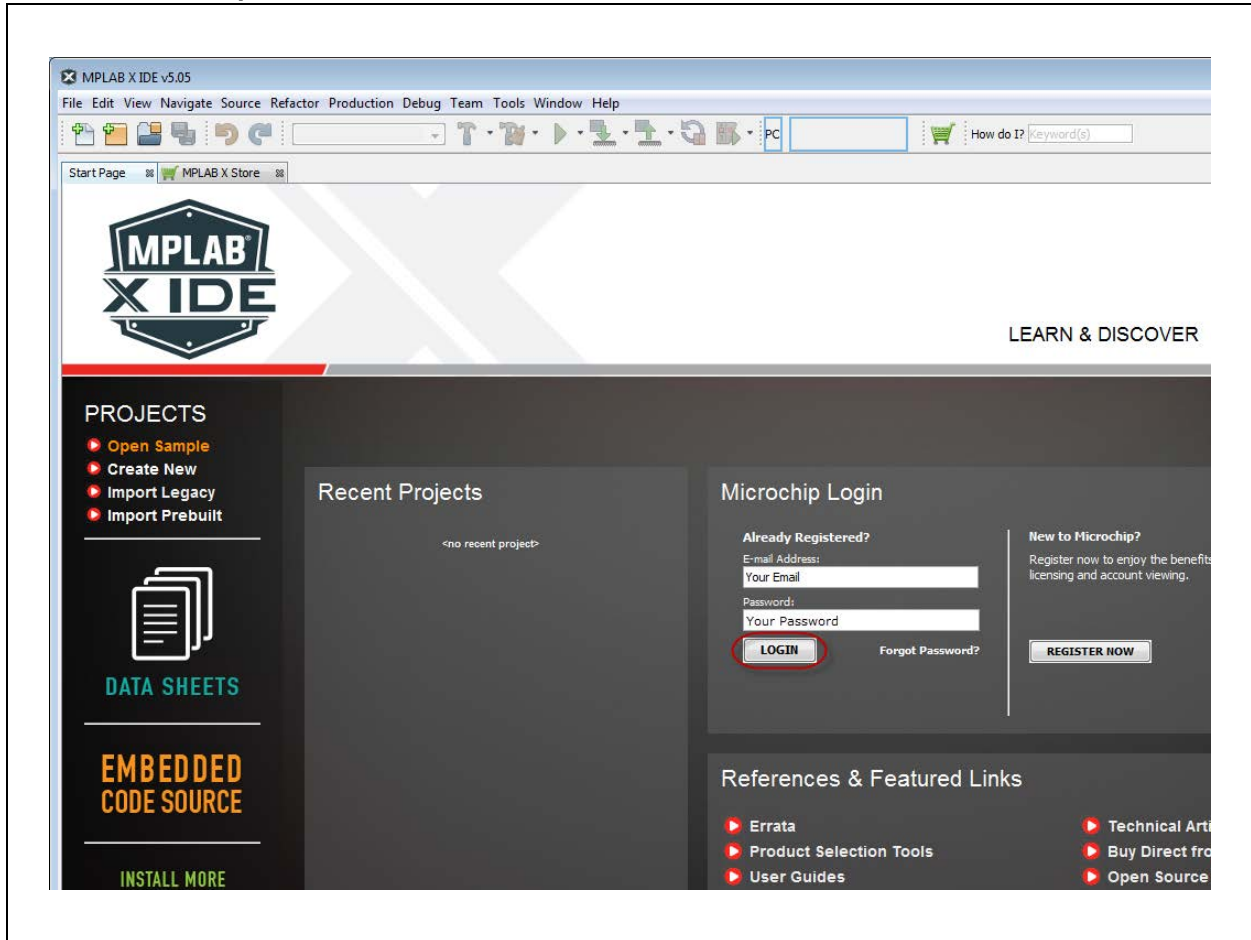 MPLAB X IDE v5.05
File Edit View Navigate Source Refactor Production Debug Team Tools Window Help
PC
How do I? Keyword(s)
Start Page
MPLAB X Store
MPLAB®
X IDE
LEARN & DISCOVER
PROJECTS
Open Sample
Create New
Import Legacy
Import Prebuilt
DATA SHEETS
EMBEDDED
CODE SOURCE
INSTALL MORE
Recent Projects
<no recent project>
Microchip Login
Already Registered?
E-mail Address:
Your Email
Password:
Your Password
LOGIN
Forgot Password?
New to Microchip?
Register now to enjoy the benefits
licensing and account viewing.
REGISTER NOW
References & Featured Links
Errata
Product Selection Tools
User Guides
Technical Arti
Buy Direct fro
Open Source